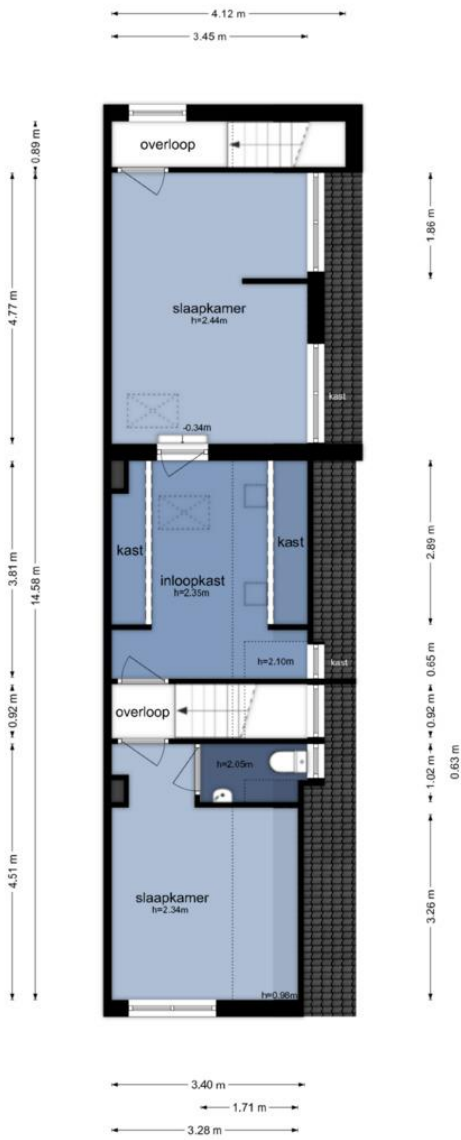 4.12 m
3.45 m
0.89 m
overloop
4.77 m
1.86 m
slaapkamer
h=2.44m
kast
-0.34m
3.81 m
14.58 m
2.89 m
kast
kast
inloopkast
h=2.35m
h=2.10m
kast
0.65 m
0.92 m
overloop
0.92 m
0.63 m
h=2.05m
1.02 m
4.51 m
slaapkamer
h=2.34m
3.26 m
h=0.98m
3.40 m
1.71 m
3.28 m